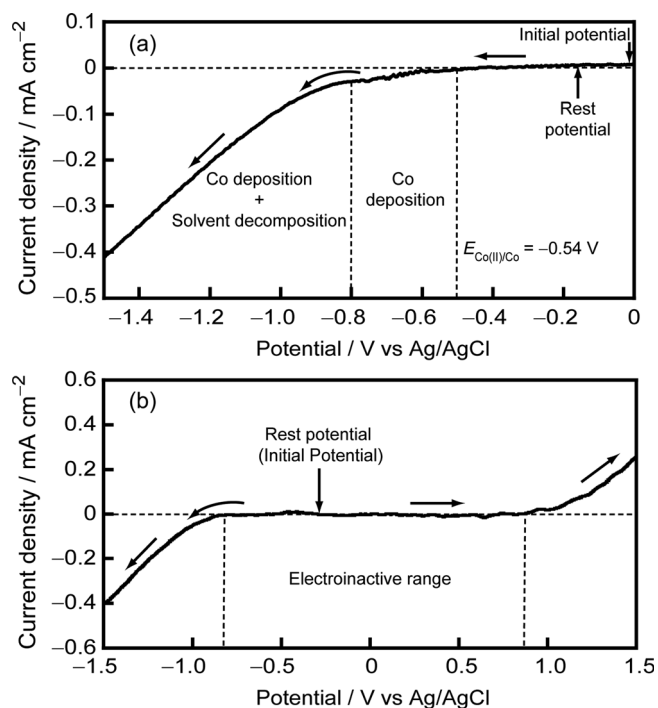 (a)
Initial potential
Rest
potential
Co deposition
+
Solvent decomposition
Co
deposition
E_Co(II)/Co = −0.54 V
0.1
0
−0.1
−0.2
−0.3
−0.4
−0.5
Current density / mA cm⁻²
−1.4
−1.2
−1.0
−0.8
−0.6
−0.4
−0.2
0
Potential / V vs Ag/AgCl
(b)
Rest potential
(Initial Potential)
Electroinactive range
0.6
0.4
0.2
0
−0.2
−0.4
−0.6
Current density / mA cm⁻²
−1.5
−1.0
−0.5
0
0.5
1.0
1.5
Potential / V vs Ag/AgCl